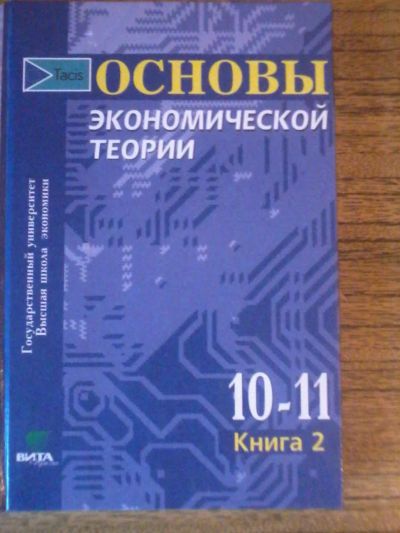 Tacis
ОСНОВЫ
ЭКОНОМИЧЕСКОЙ
ТЕОРИИ
Государственный университет
Высшая школа экономики
10-11
Книга 2
ВИТА